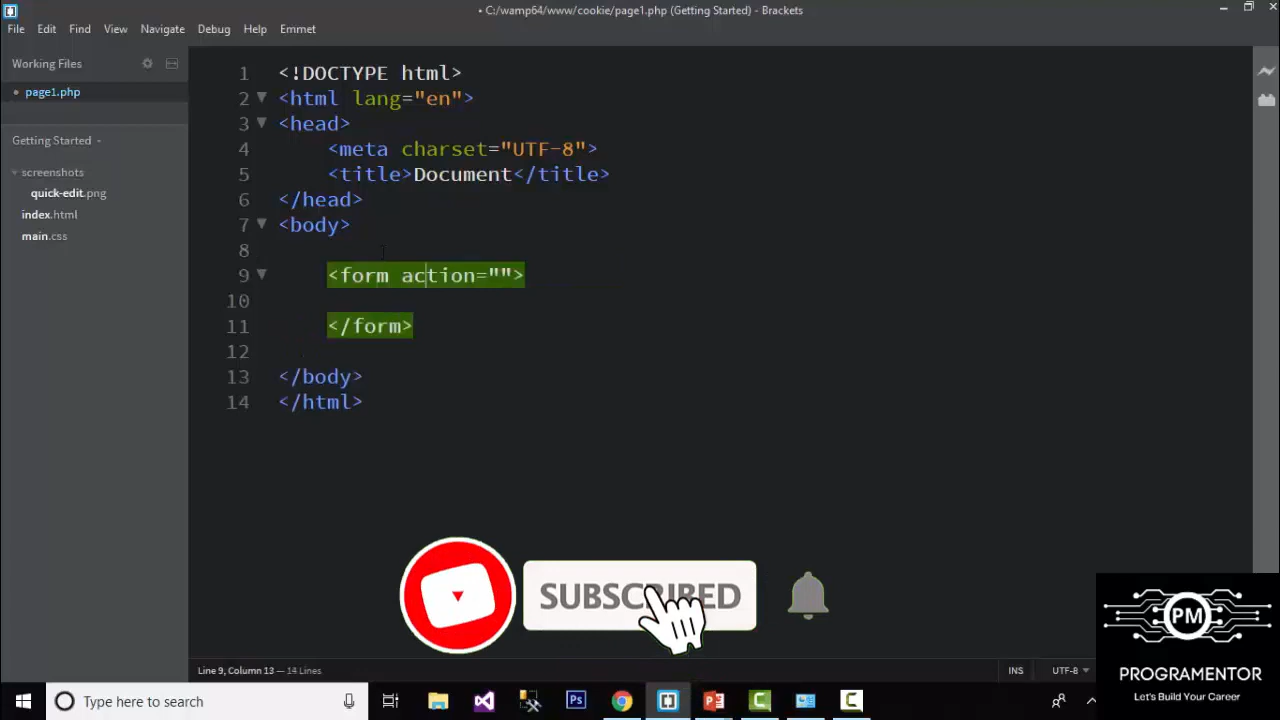 • C:/wamp64/www/cookie/page1.php (Getting Started) - Brackets
File Edit Find View Navigate Debug Help Emmet
Working Files
• page1.php
Getting Started
screenshots
quick-edit.png
index.html
main.css
1 <!DOCTYPE html>
2 <html lang="en">
3 <head>
4 <meta charset="UTF-8">
5 <title>Document</title>
6 </head>
7 <body>
8
9 <form action="">
10
11 </form>
12
13 </body>
14 </html>
SUBSCRIBED
PM
PROGRAMENTOR
Let's Build Your Career
Line 9, Column 13 — 14 Lines
INS UTF-8
Type here to search
Ps